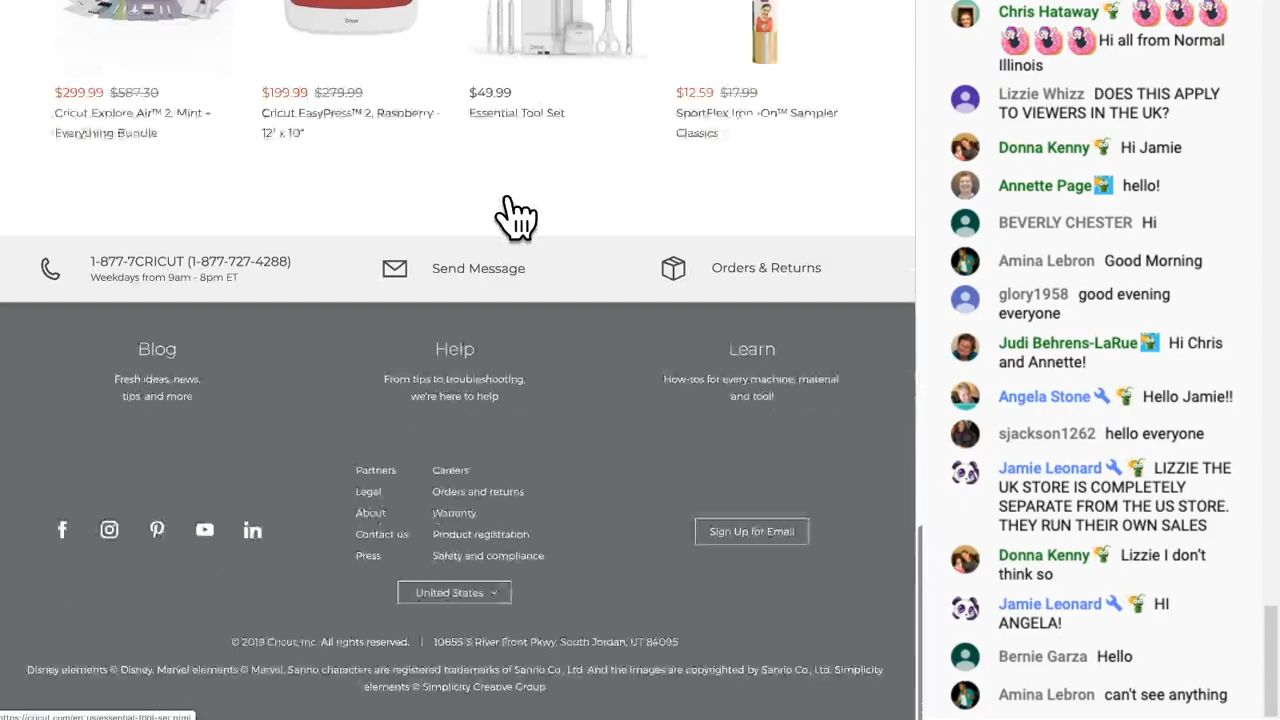 Cricut
Cricut
$299.99 $587.30
Cricut Explore Air™ 2, Mint -
Everything Bundle
$199.99 $279.99
Cricut EasyPress™ 2, Raspberry -
12" x 10"
$49.99
Essential Tool Set
$12.59 $17.99
SportFlex Iron -On™ Sampler
Classics
1-877-7CRICUT (1-877-727-4288)
Weekdays from 9am - 8pm ET
Send Message
Orders & Returns
Blog
Fresh ideas, news,
tips and more
Help
From tips to troubleshooting,
we're here to help
Learn
How-tos for every machine, material
and tool!
Partners
Legal
About
Contact us
Press
Careers
Orders and returns
Warranty
Product registration
Safety and compliance
Sign Up for Email
United States
© 2019 Cricut, Inc. All rights reserved. | 10855 S River Front Pkwy, South Jordan, UT 84095
Disney elements © Disney. Marvel elements © Marvel. Sanrio characters are registered trademarks of Sanrio Co., Ltd. And the images are copyrighted by Sanrio Co., Ltd. Simplicity
elements © Simplicity Creative Group.
https://cricut.com/en_us/essential-tool-set.html
Chris Hataway
Hi all from Normal
Illinois
Lizzie Whizz DOES THIS APPLY
TO VIEWERS IN THE UK?
Donna Kenny Hi Jamie
Annette Page hello!
BEVERLY CHESTER Hi
Amina Lebron Good Morning
glory1958 good evening
everyone
Judi Behrens-LaRue Hi Chris
and Annette!
Angela Stone Hello Jamie!!
sjackson1262 hello everyone
Jamie Leonard LIZZIE THE
UK STORE IS COMPLETELY
SEPARATE FROM THE US STORE.
THEY RUN THEIR OWN SALES
Donna Kenny Lizzie I don't
think so
Jamie Leonard HI
ANGELA!
Bernie Garza Hello
Amina Lebron can't see anything